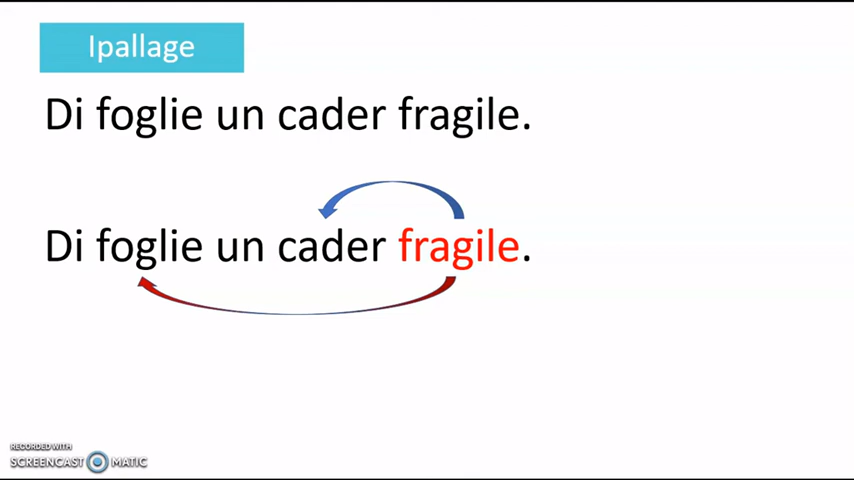 Ipallage
Di foglie un cader fragile.
Di foglie un cader fragile.
RECORDED WITH
SCREENCAST MATIC